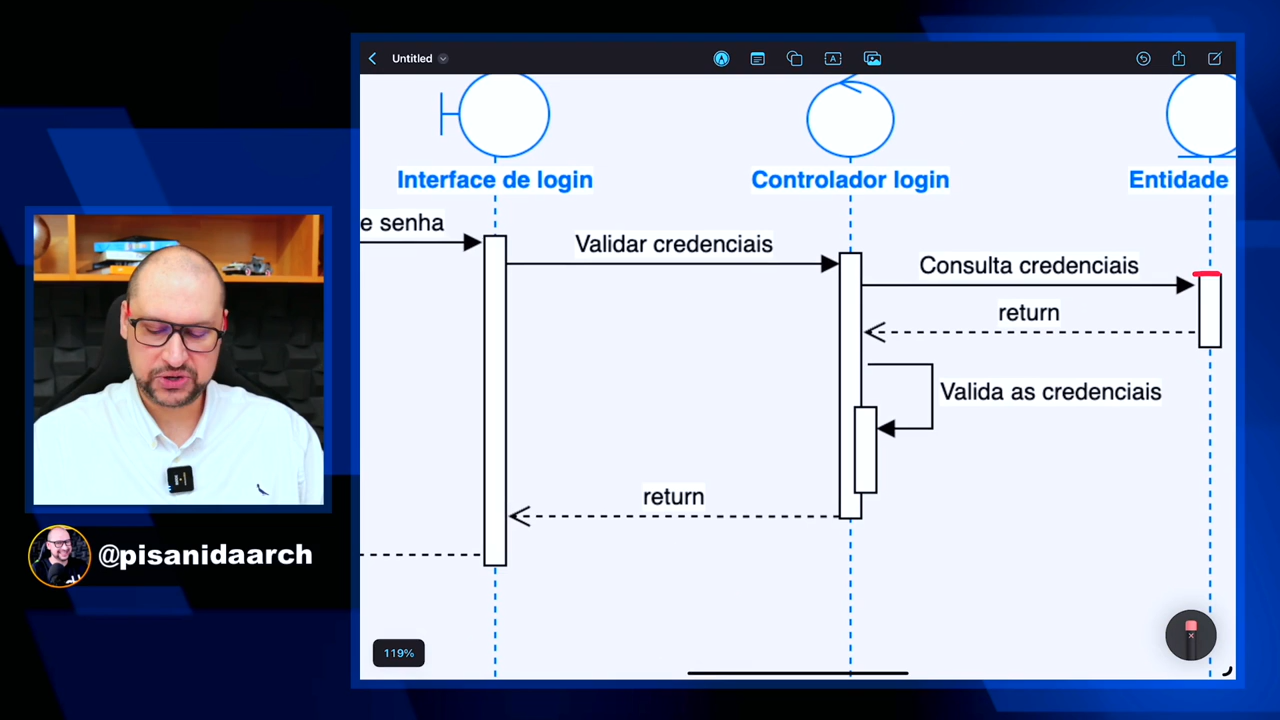 Untitled
A
Interface de login
Controlador login
Entidade
e senha
Validar credenciais
Consulta credenciais
return
Valida as credenciais
return
@pisanidaarch
119%